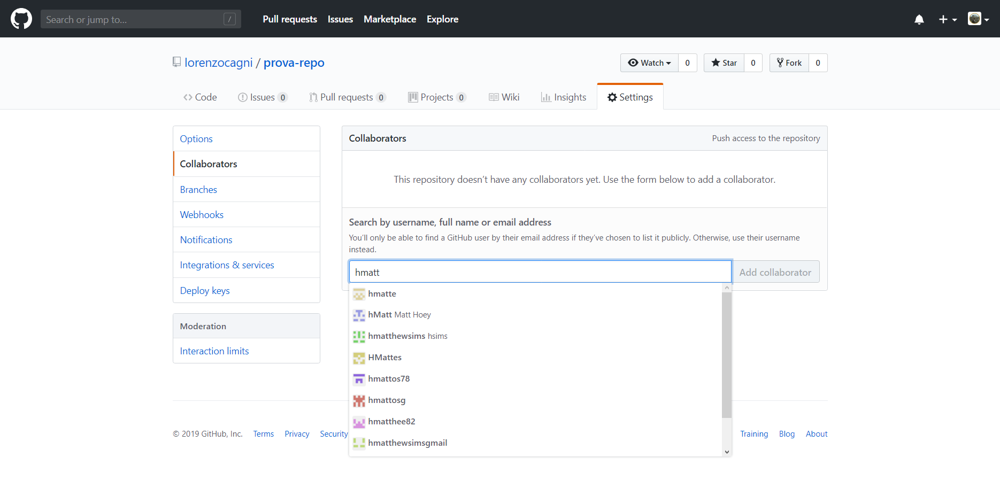 Search or jump to... /
Pull requests Issues Marketplace Explore
lorenzocagni / prova-repo
Watch 0 Star 0 Fork 0
Code Issues 0 Pull requests 0 Projects 0 Wiki Insights Settings
Options
Collaborators
Branches
Webhooks
Notifications
Integrations & services
Deploy keys
Moderation
Interaction limits
Collaborators Push access to the repository
This repository doesn’t have any collaborators yet. Use the form below to add a collaborator.
Search by username, full name or email address
You’ll only be able to find a GitHub user by their email address if they’ve chosen to list it publicly. Otherwise, use their username
instead.
hmatt Add collaborator
hmatte
hMatt Matt Hoey
hmatthewsims hsims
HMattes
hmattos78
hmattosg
hmatthee82
hmatthewsimsgmail
© 2019 GitHub, Inc. Terms Privacy Security Training Blog About